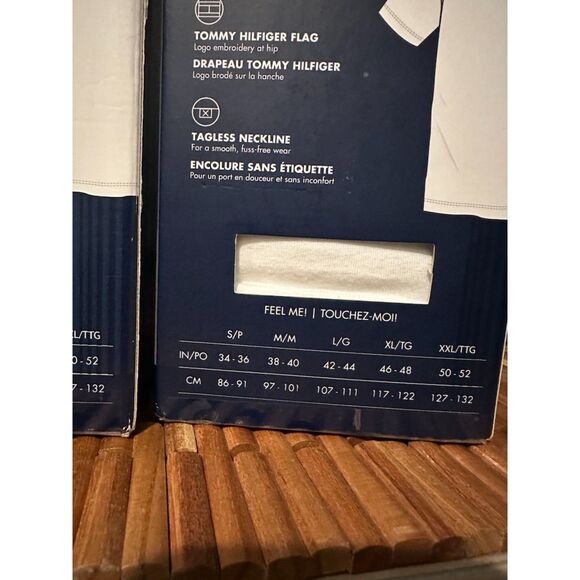 TOMMY HILFIGER FLAG
Logo embroidery at hip
DRAPEAU TOMMY HILFIGER
Logo brodé sur la hanche
TAGLESS NECKLINE
For a smooth, fuss-free wear
ENCOLURE SANS ÉTIQUETTE
Pour un port en douceur et sans inconfort
FEEL ME! | TOUCHEZ-MOI!
S/P M/M L/G XL/TG XXL/TTG
IN/PO 34 - 36 38 - 40 42 - 44 46 - 48 50 - 52
CM 86 - 91 97 - 101 107 - 111 117 - 122 127 - 132
XL/TTG
0 - 52
7 - 132